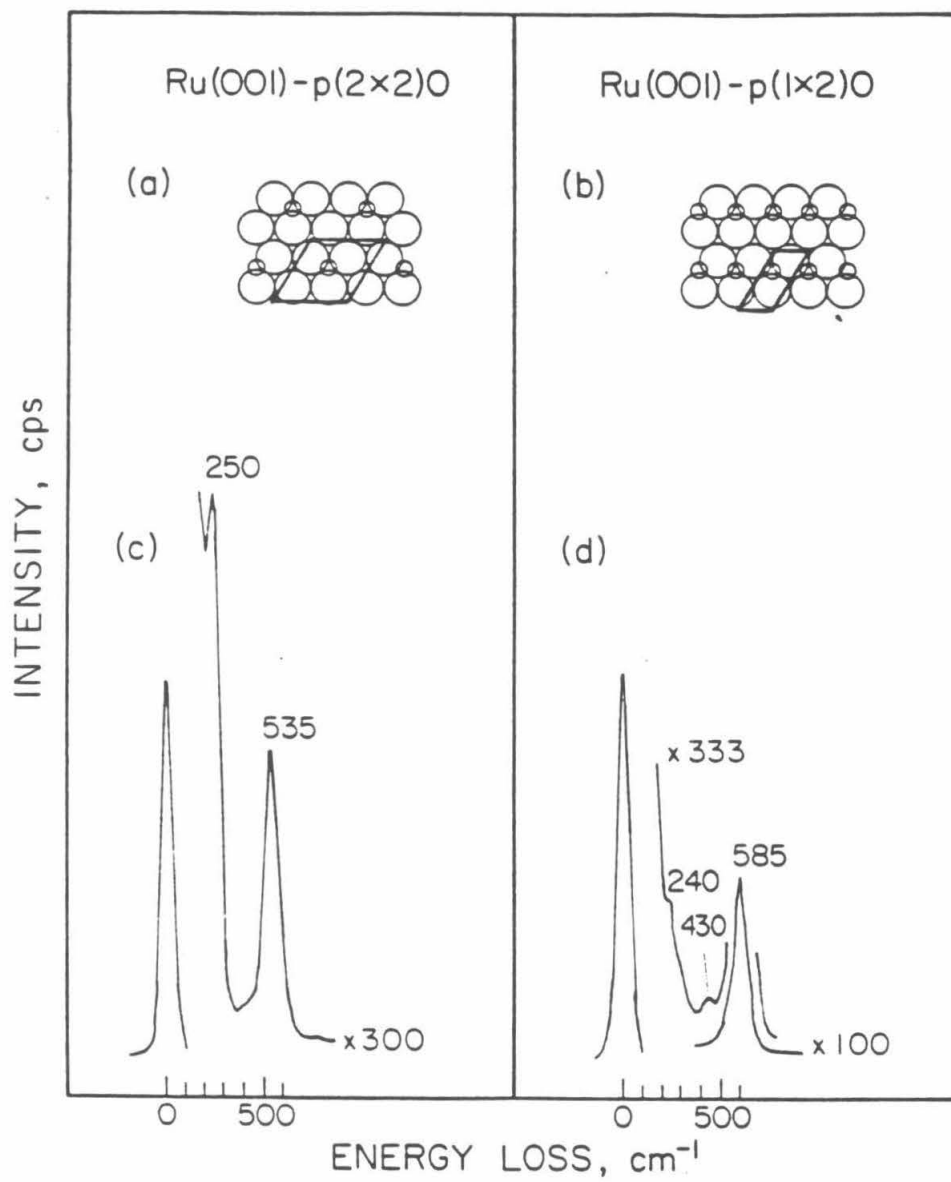 Ru(001)-p(2×2)O
Ru(001)-p(1×2)O
(a)
(b)
250
(c)
(d)
535
× 333
585
240
430
× 300
× 100
0 500
0 500
INTENSITY, cps
ENERGY LOSS, cm⁻¹